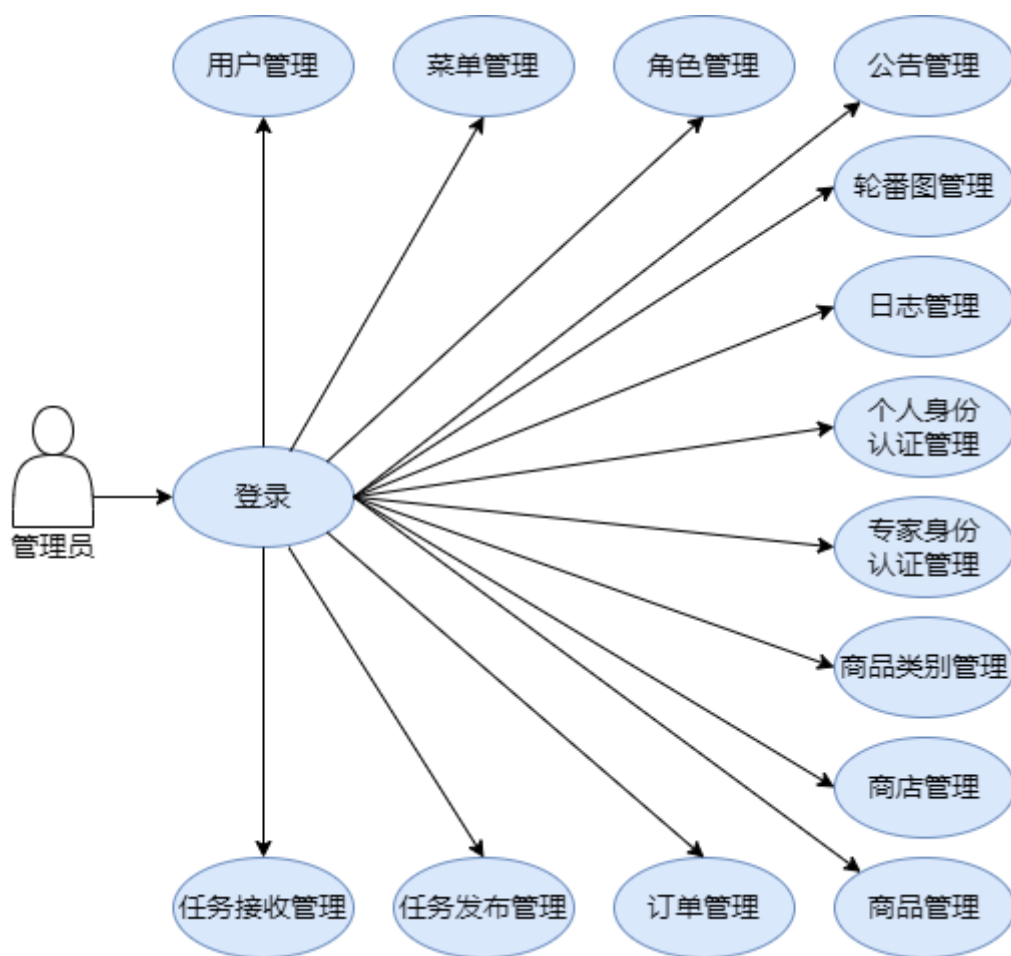 用户管理
菜单管理
角色管理
公告管理
轮番图管理
日志管理
个人身份
认证管理
登录
管理员
专家身份
认证管理
商品类别管理
商店管理
任务接收管理
任务发布管理
订单管理
商品管理